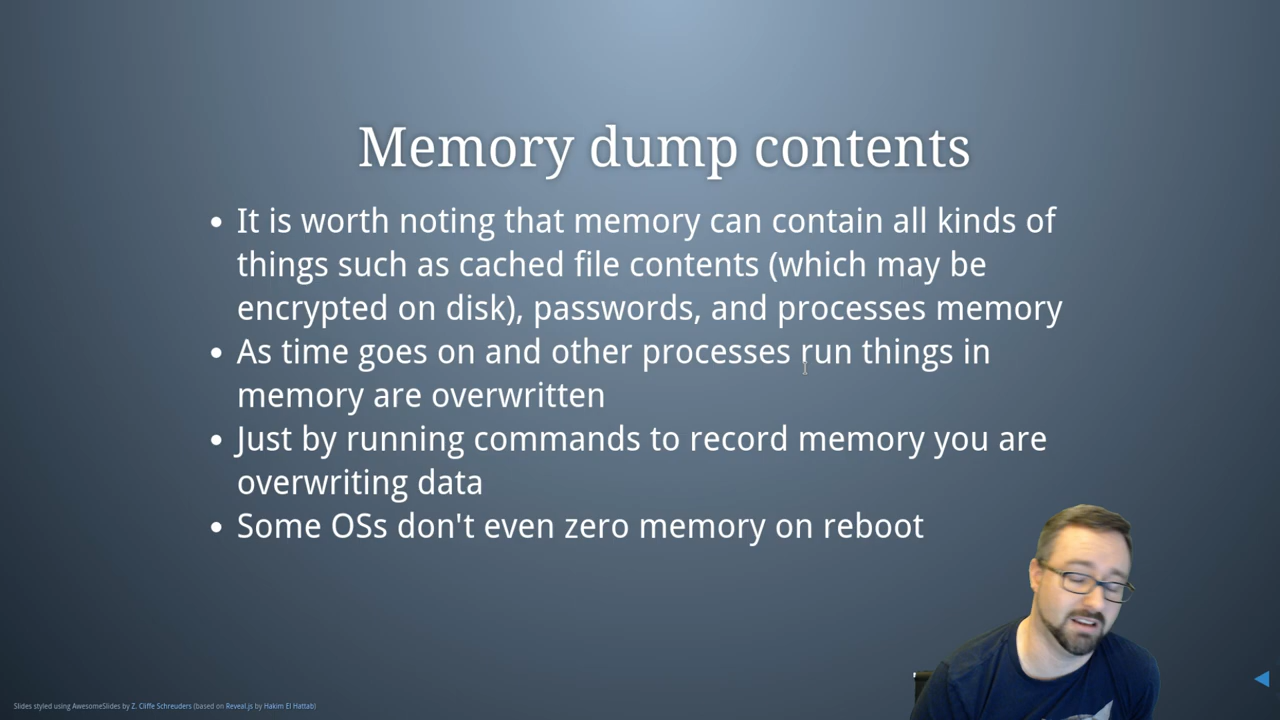 Memory dump contents
It is worth noting that memory can contain all kinds of
things such as cached file contents (which may be
encrypted on disk), passwords, and processes memory
As time goes on and other processes run things in
memory are overwritten
Just by running commands to record memory you are
overwriting data
Some OSs don't even zero memory on reboot
Slides styled using AwesomeSlides by Z. Cliffe Schreuders (based on Reveal.js by Hakim El Hattab)